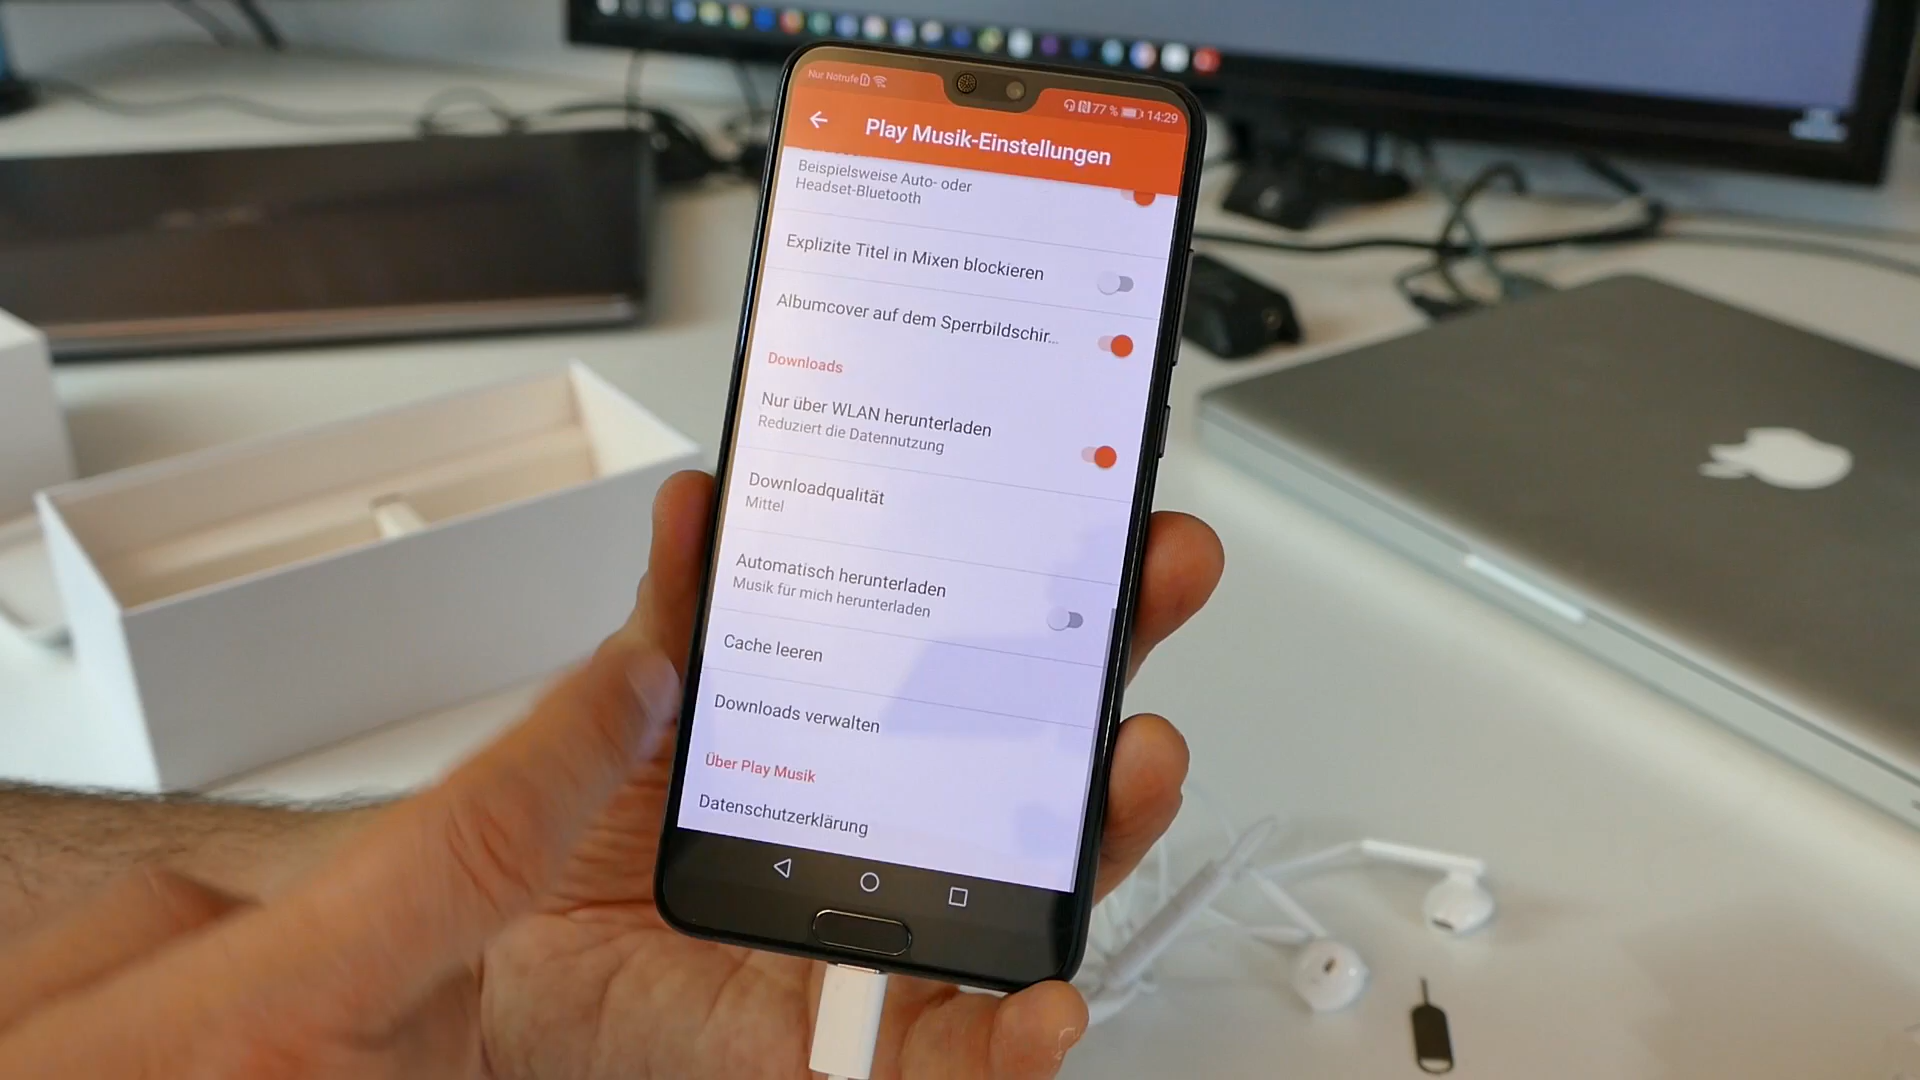 Nur Notrufe
77 %
14:29
Play Musik-Einstellungen
Beispielsweise Auto- oder
Headset-Bluetooth
Explizite Titel in Mixen blockieren
Albumcover auf dem Sperrbildschir...
Downloads
Nur über WLAN herunterladen
Reduziert die Datennutzung
Downloadqualität
Mittel
Automatisch herunterladen
Musik für mich herunterladen
Cache leeren
Downloads verwalten
Über Play Musik
Datenschutzerklärung